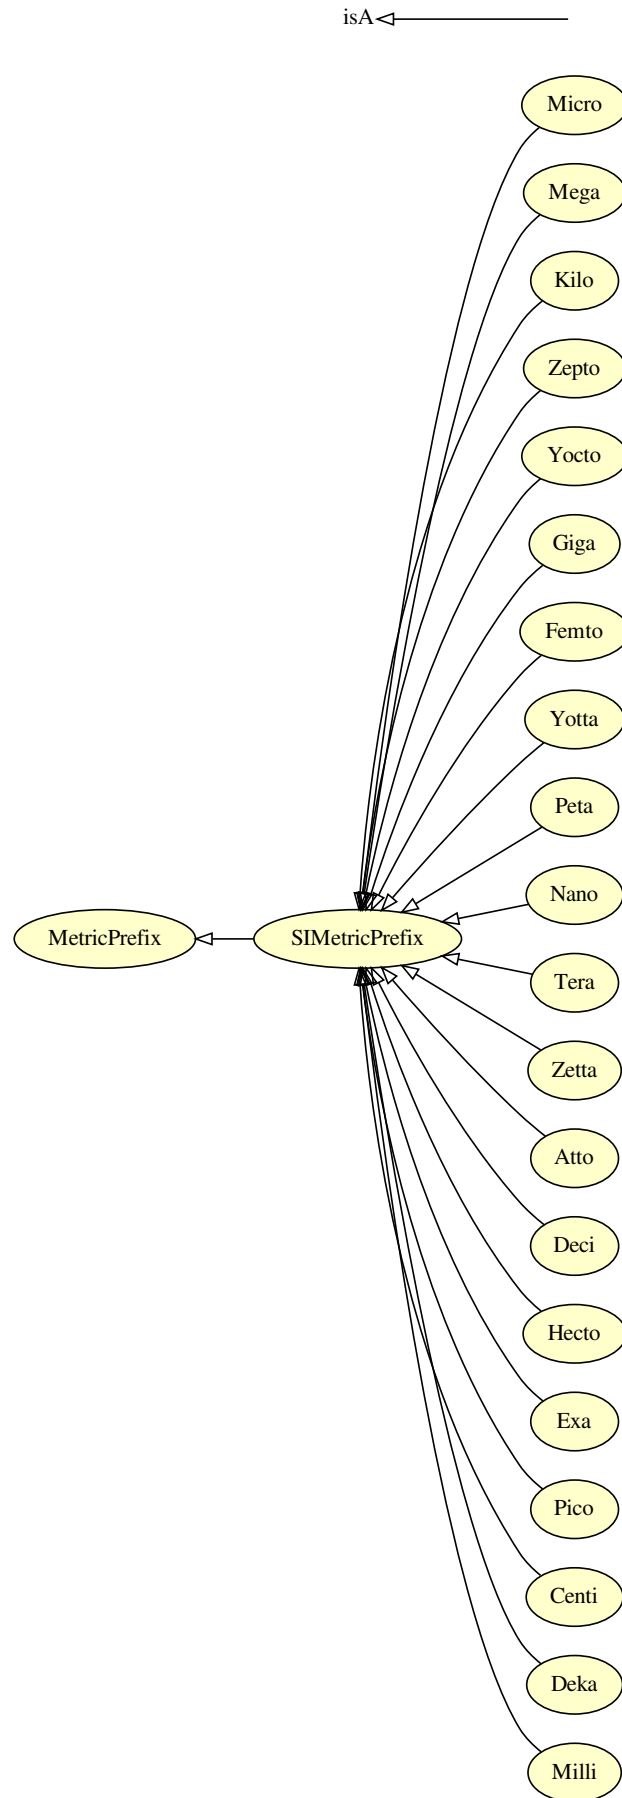 isA
Micro
Mega
Kilo
Zepto
Yocto
Giga
Femto
Yotta
Peta
Nano
MetricPrefix
SIMetricPrefix
Tera
Zetta
Atto
Deci
Hecto
Exa
Pico
Centi
Deka
Milli